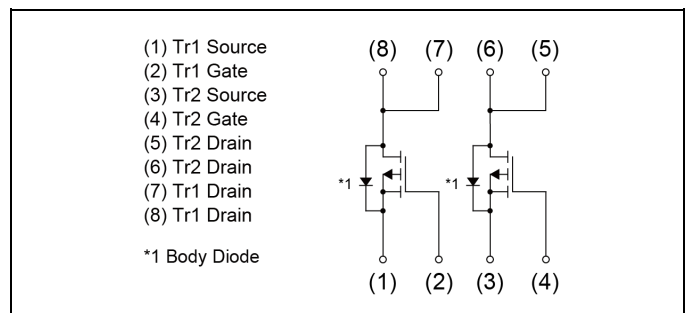 (1) Tr1 Source
(2) Tr1 Gate
(3) Tr2 Source
(4) Tr2 Gate
(5) Tr2 Drain
(6) Tr2 Drain
(7) Tr1 Drain
(8) Tr1 Drain
*1 Body Diode
(8) (7) (6) (5)
*1 *1
(1) (2) (3) (4)